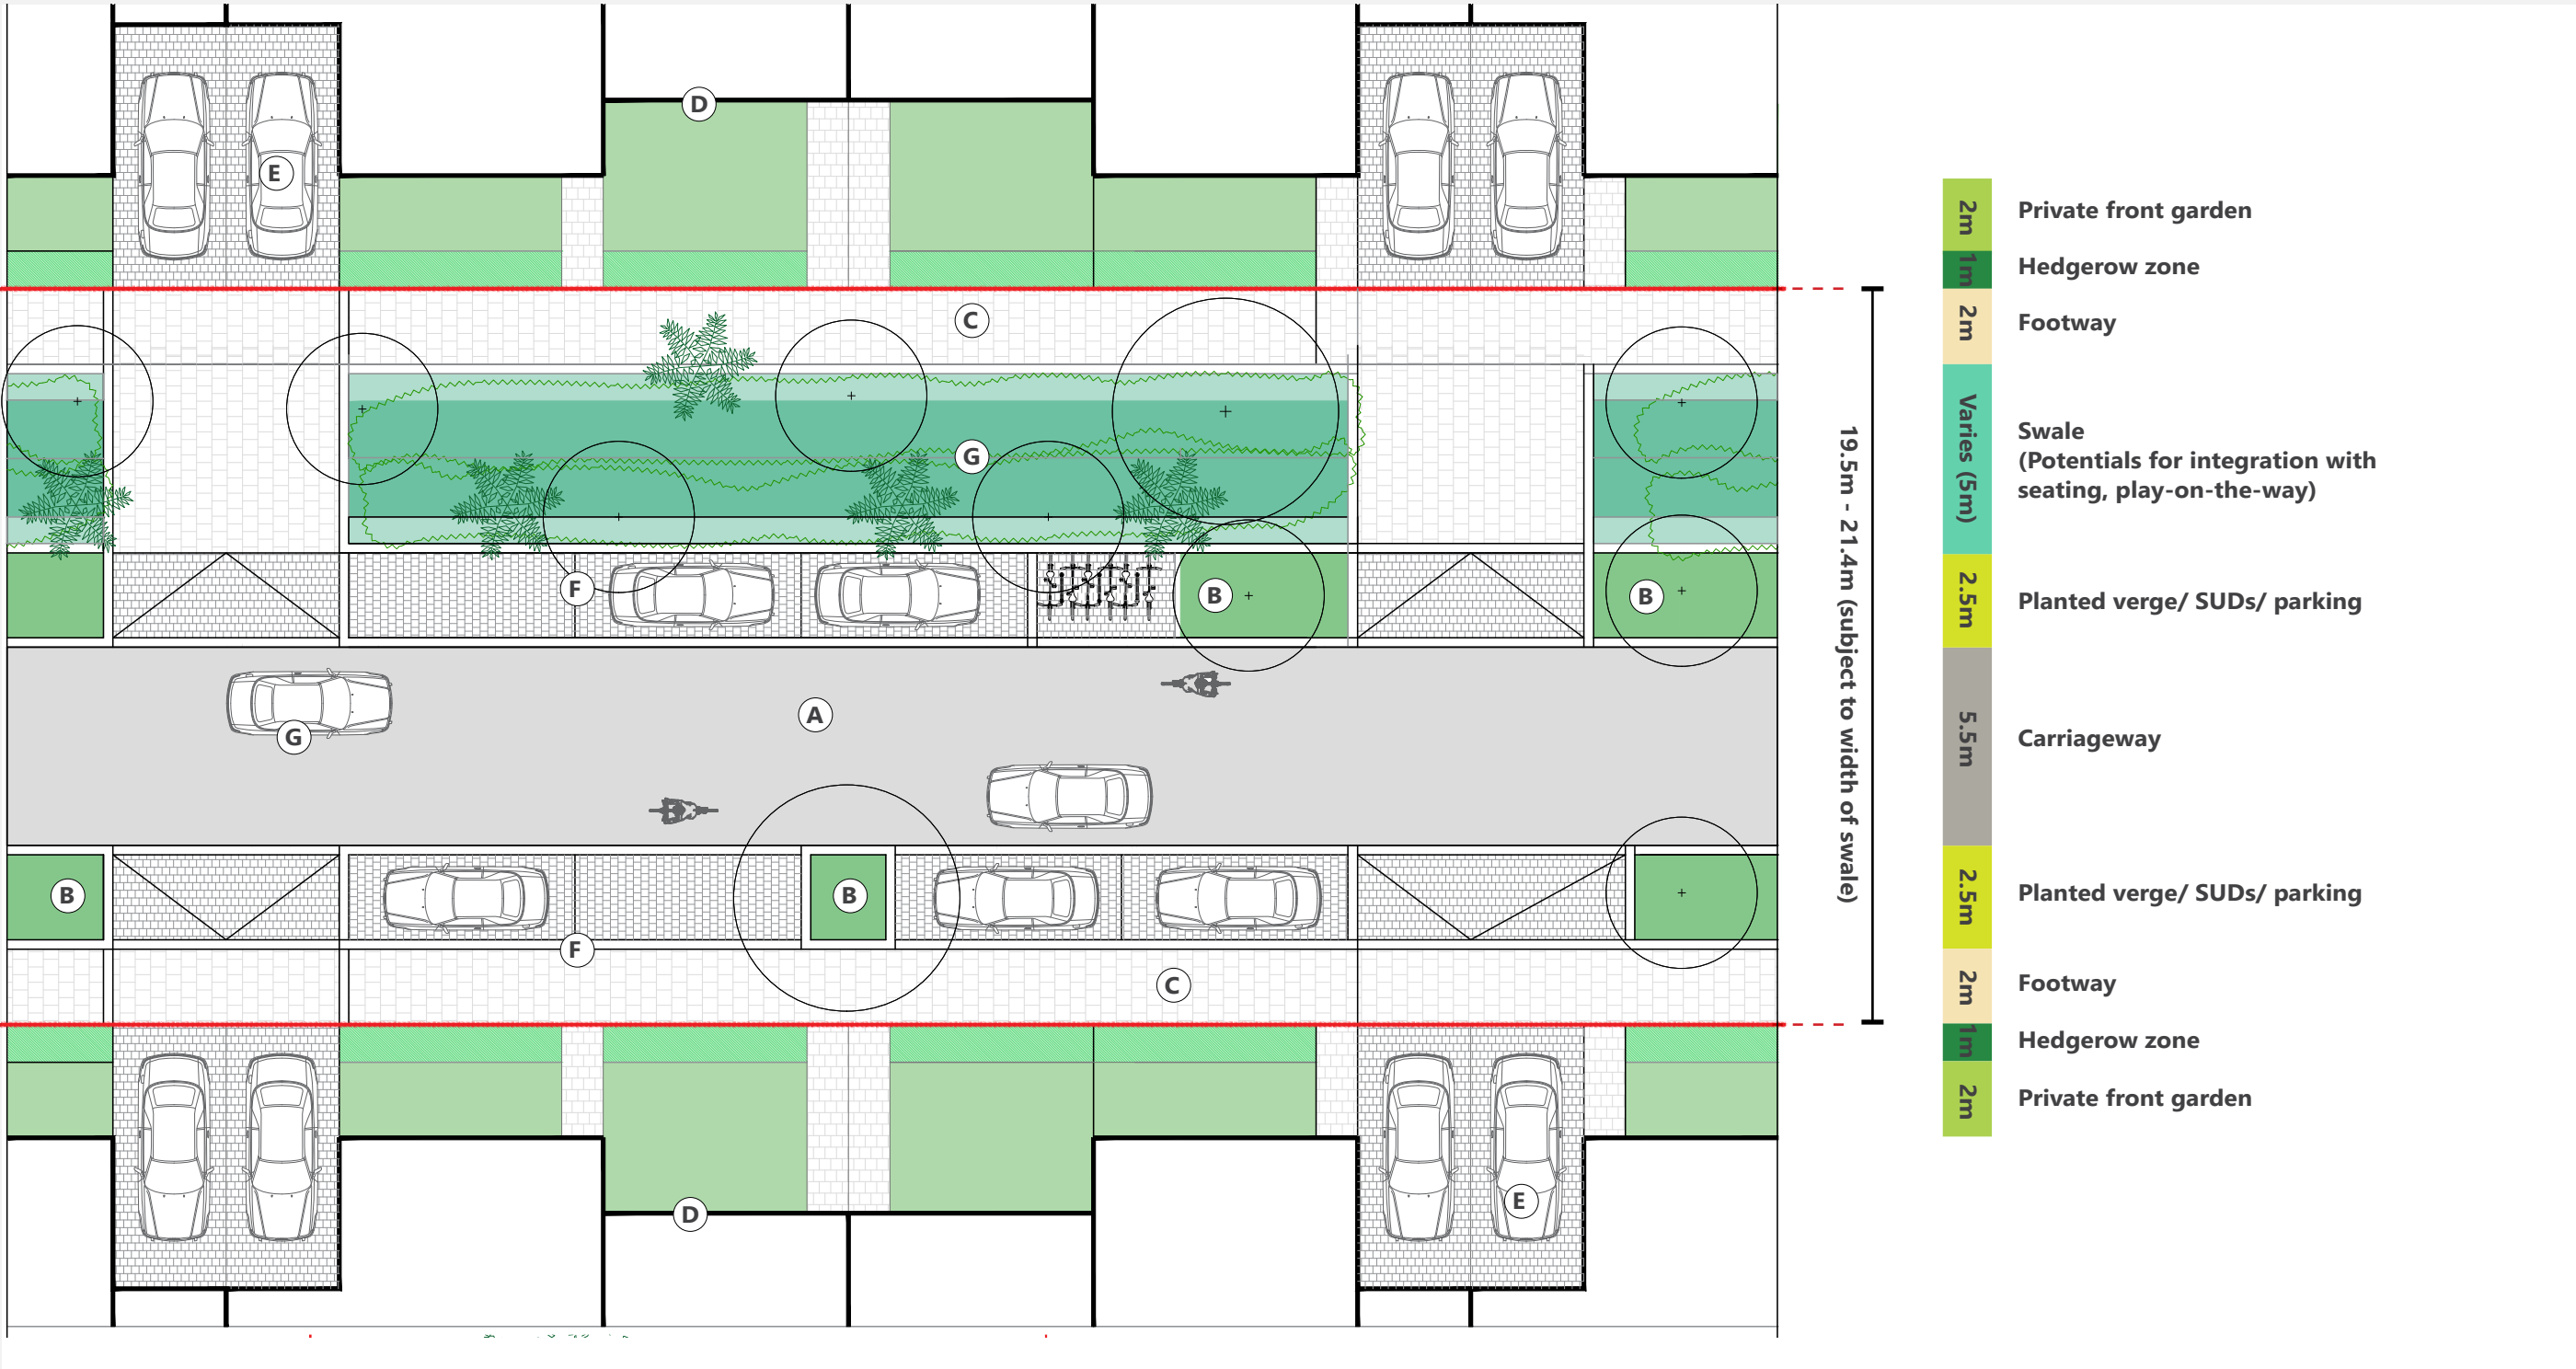 D
E
C
G
F
B
B
A
G
B
B
F
C
D
E
19.5m - 21.4m (subject to width of swale)
2m Private front garden
1m Hedgerow zone
2m Footway
Varies (5m) Swale
(Potentials for integration with
seating, play-on-the-way)
2.5m Planted verge/ SUDs/ parking
5.5m Carriageway
2.5m Planted verge/ SUDs/ parking
2m Footway
1m Hedgerow zone
2m Private front garden